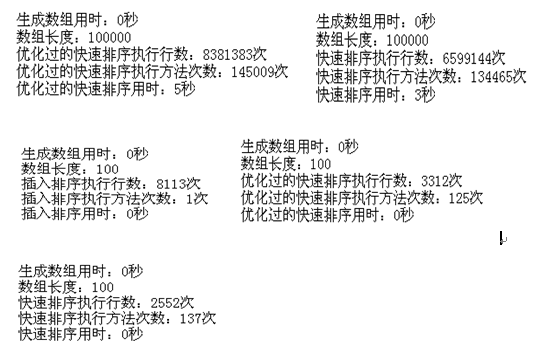 生成数组用时：0秒
数组长度：100000
优化过的快速排序执行行数：8381383次
优化过的快速排序执行方法次数：145009次
优化过的快速排序用时：5秒
生成数组用时：0秒
数组长度：100000
快速排序执行行数：6599144次
快速排序执行方法次数：134465次
快速排序用时：3秒
生成数组用时：0秒
数组长度：100
插入排序执行行数：8113次
插入排序执行方法次数：1次
插入排序用时：0秒
生成数组用时：0秒
数组长度：100
优化过的快速排序执行行数：3312次
优化过的快速排序执行方法次数：125次
优化过的快速排序用时：0秒
生成数组用时：0秒
数组长度：100
快速排序执行行数：2552次
快速排序执行方法次数：137次
快速排序用时：0秒